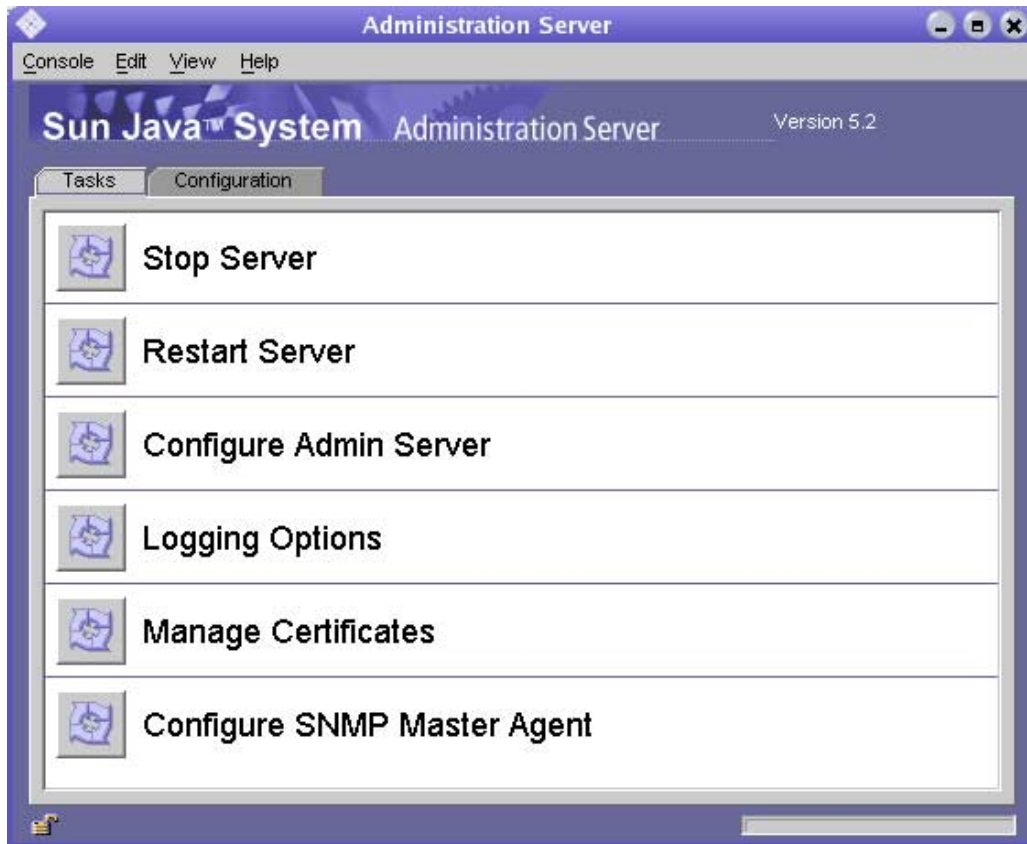 Administration Server
Console Edit View Help
Sun Java™ System Administration Server Version 5.2
Tasks Configuration
Stop Server
Restart Server
Configure Admin Server
Logging Options
Manage Certificates
Configure SNMP Master Agent